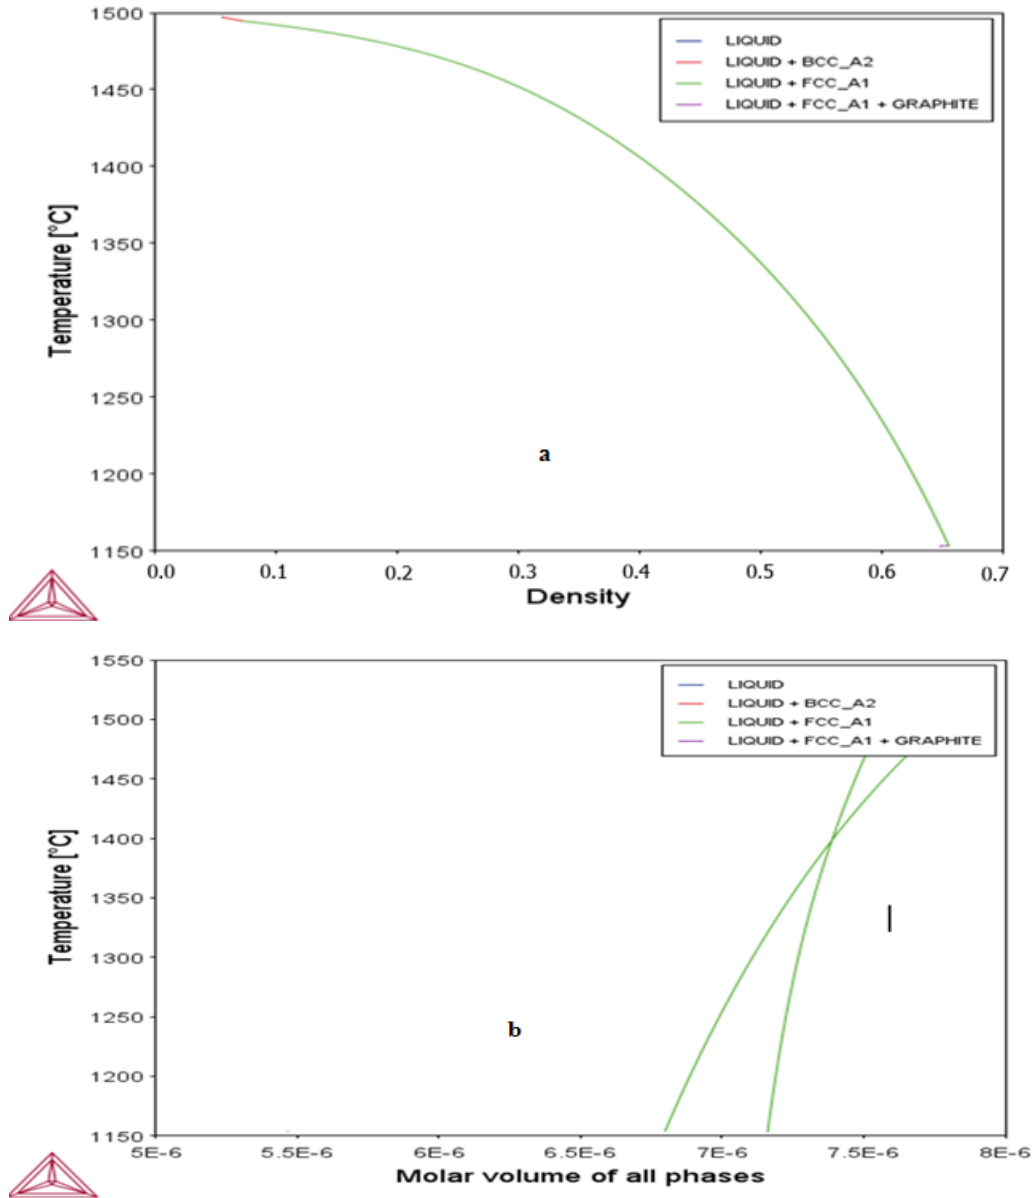 1500
1450
1400
1350
1300
1250
1200
1150
Temperature [°C]
LIQUID
LIQUID + BCC_A2
LIQUID + FCC_A1
LIQUID + FCC_A1 + GRAPHITE
a
0.0 0.1 0.2 0.3 0.4 0.5 0.6 0.7
Density
1550
1500
1450
1400
1350
1300
1250
1200
1150
Temperature [°C]
LIQUID
LIQUID + BCC_A2
LIQUID + FCC_A1
LIQUID + FCC_A1 + GRAPHITE
b
5E-6 5.5E-6 6E-6 6.5E-6 7E-6 7.5E-6 8E-6
Molar volume of all phases